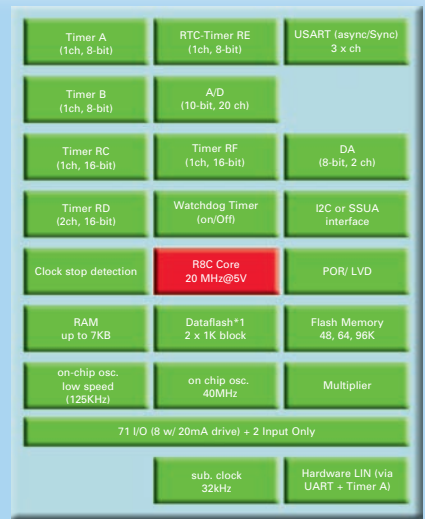 Timer A
(1ch, 8-bit)
RTC-Timer RE
(1ch, 8-bit)
USART (async/Sync)
3 x ch
Timer B
(1ch, 8-bit)
A/D
(10-bit, 20 ch)
Timer RC
(1ch, 16-bit)
Timer RF
(1ch, 16-bit)
DA
(8-bit, 2 ch)
Timer RD
(2ch, 16-bit)
Watchdog Timer
(on/Off)
I2C or SSUA
interface
Clock stop detection
R8C Core
20 MHz@5V
POR/ LVD
RAM
up to 7KB
Dataflash*1
2 x 1K block
Flash Memory
48, 64, 96K
on-chip osc.
low speed
(125KHz)
on chip osc.
40MHz
Multiplier
71 I/O (8 w/ 20mA drive) + 2 Input Only
sub. clock
32kHz
Hardware LIN (via
UART + Timer A)